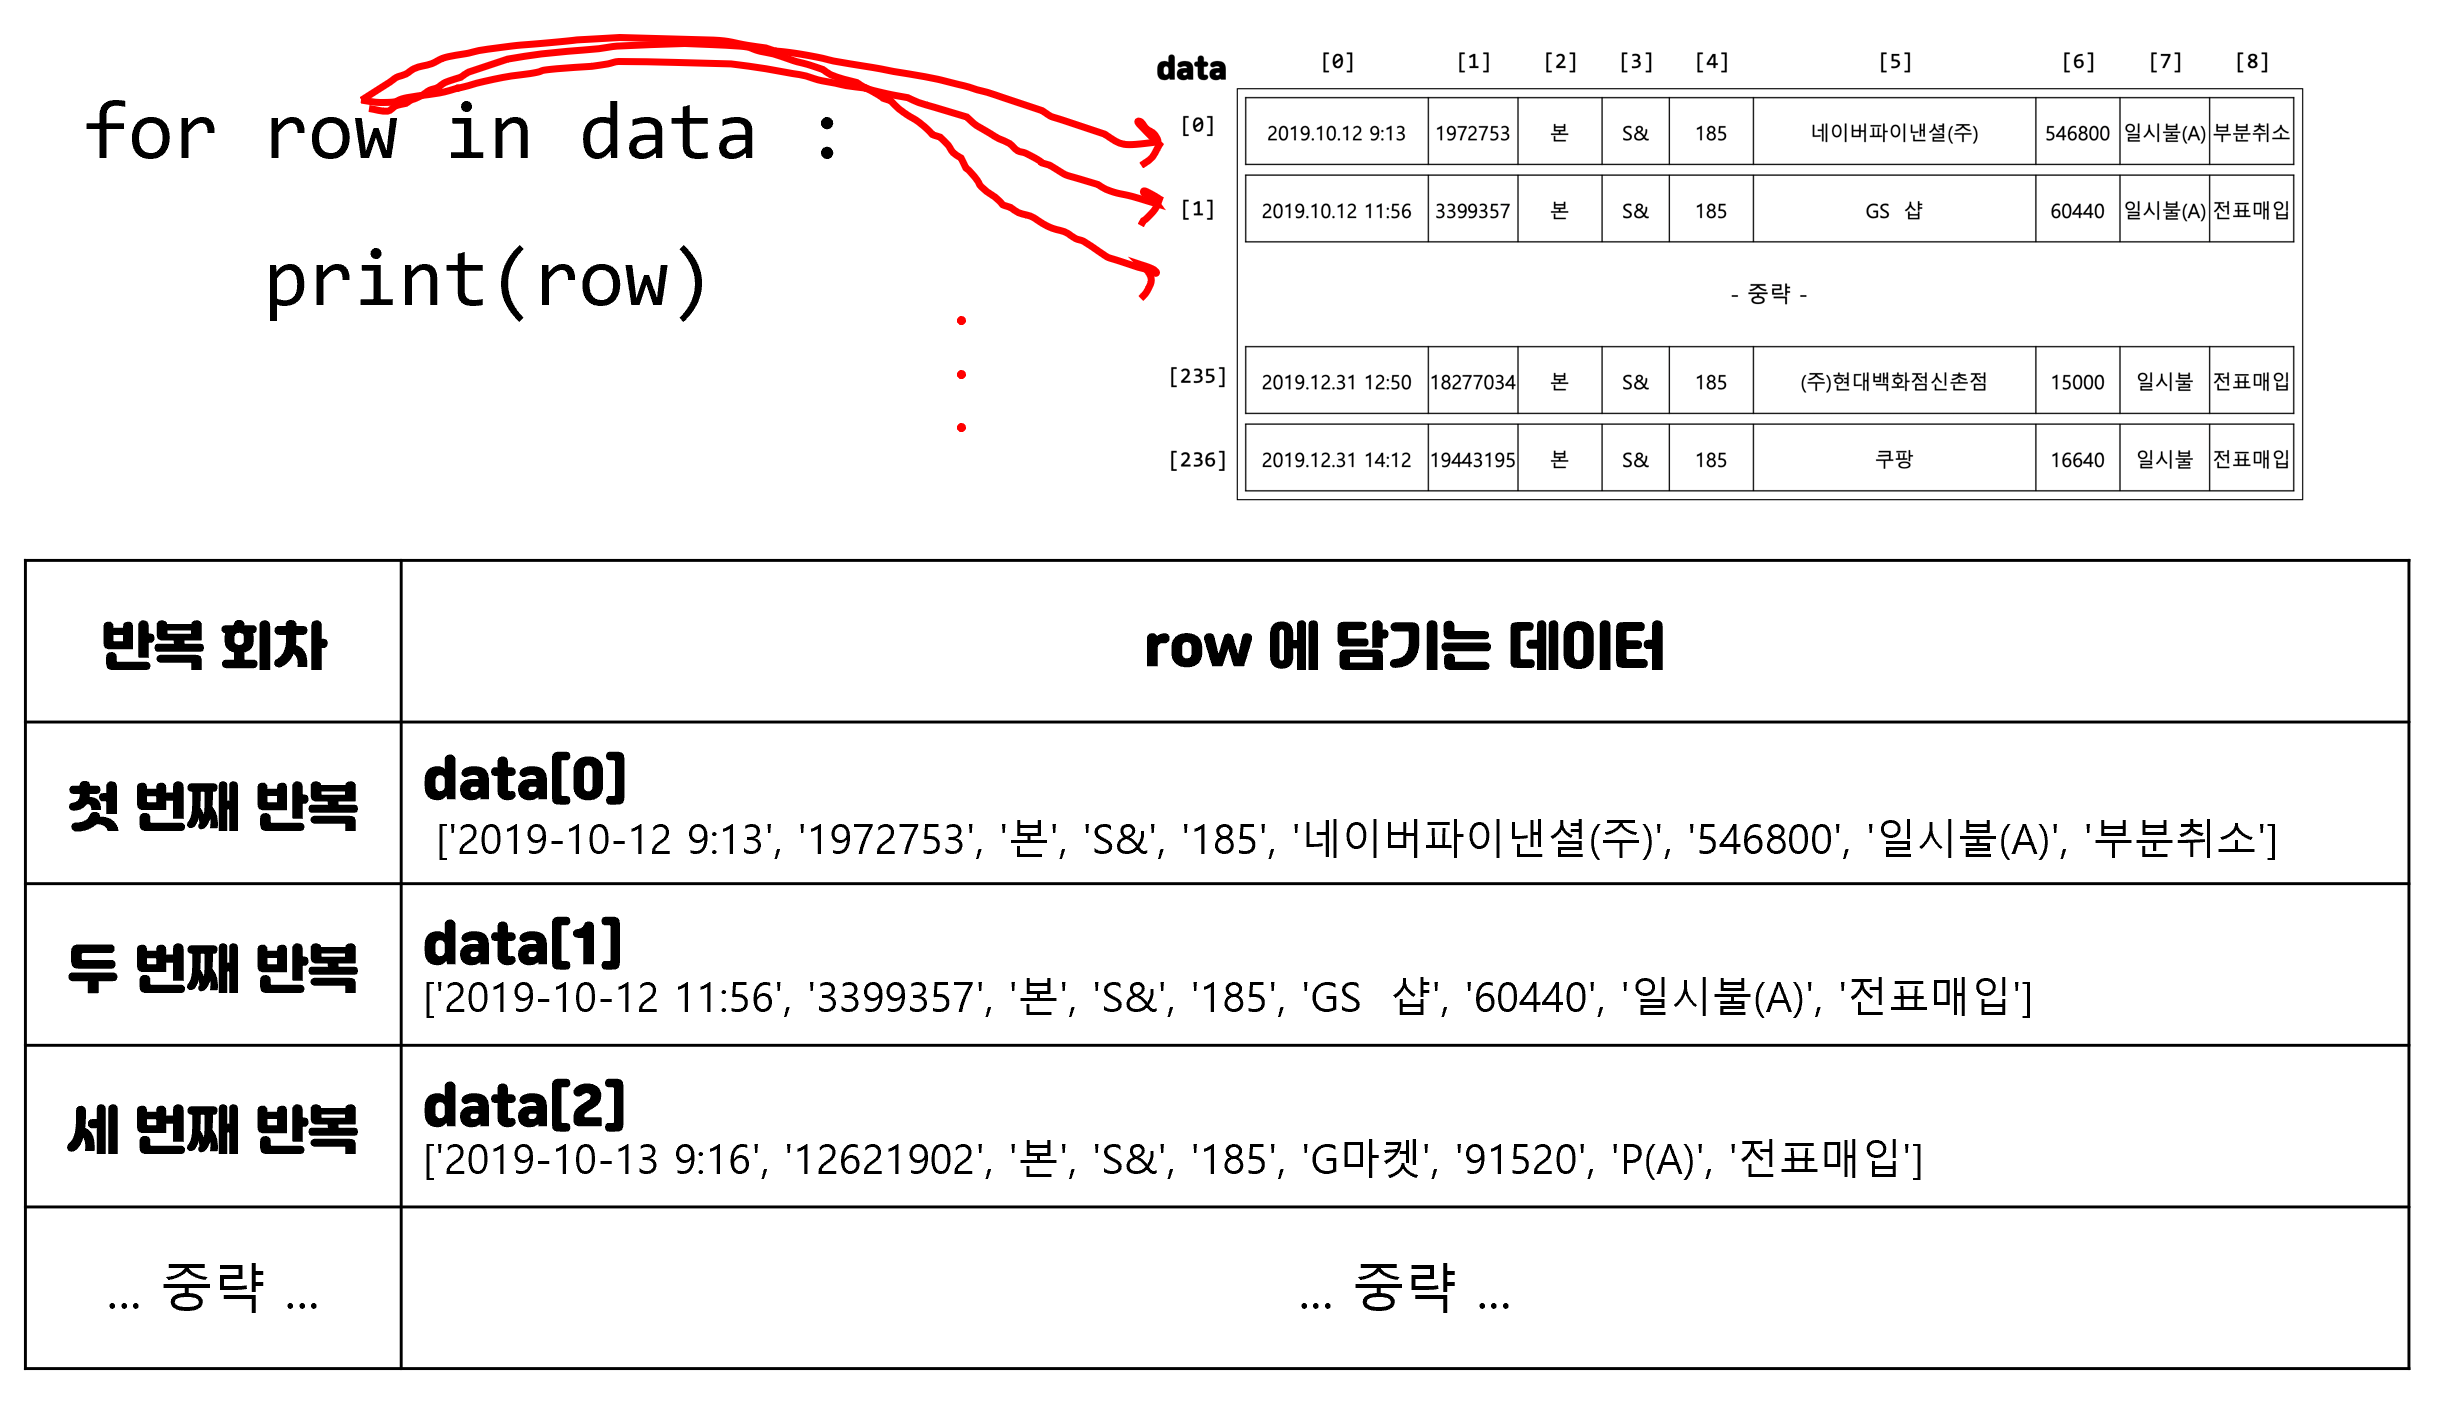 for row in data :
print(row)
data [0] [1] [2] [3] [4] [5] [6] [7] [8]
[0] 2019.10.12 9:13 1972753 본 S& 185 네이버파이낸셜(주) 546800 일시불(A) 부분취소
[1] 2019.10.12 11:56 3399357 본 S& 185 GS  샵 60440 일시불(A) 전표매입
- 중략 -
[235] 2019.12.31 12:50 18277034 본 S& 185 (주)현대백화점신촌점 15000 일시불 전표매입
[236] 2019.12.31 14:12 19443195 본 S& 185 쿠팡 16640 일시불 전표매입
반복 회차 row 에 담기는 데이터
첫 번째 반복
data[0]
['2019-10-12 9:13', '1972753', '본', 'S&', '185', '네이버파이낸셜(주)', '546800', '일시불(A)', '부분취소']
두 번째 반복
data[1]
['2019-10-12 11:56', '3399357', '본', 'S&', '185', 'GS  샵', '60440', '일시불(A)', '전표매입']
세 번째 반복
data[2]
['2019-10-13 9:16', '12621902', '본', 'S&', '185', 'G마켓', '91520', 'P(A)', '전표매입']
... 중략 ... ... 중략 ...